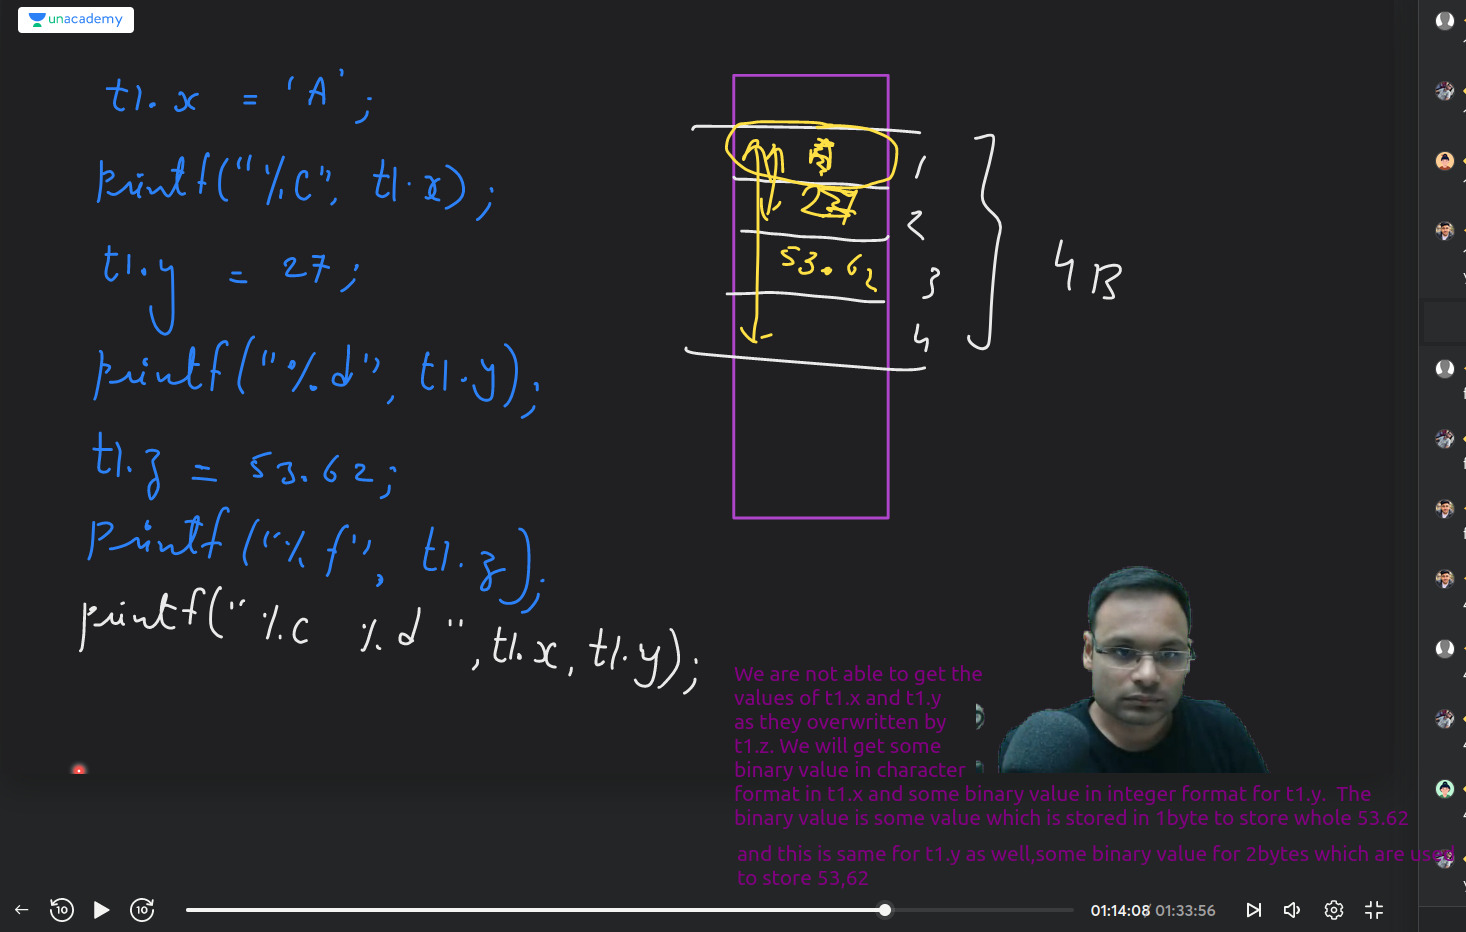 unacademy
t1.x = 'A';
printf("%c", t1.x);
t1.y = 27;
printf("%d", t1.y);
t1.z = 53.62;
printf("%f", t1.z);
printf("%c %d", t1.x, t1.y);
1
27
2
53.62
3
4
4B
We are not able to get the
values of t1.x and t1.y
as they overwritten by
t1.z. We will get some
binary value in character
format in t1.x and some binary value in integer format for t1.y. The
binary value is some value which is stored in 1byte to store whole 53.62
and this is same for t1.y as well,some binary value for 2bytes which are used
to store 53,62
10
10
01:14:08 / 01:33:56